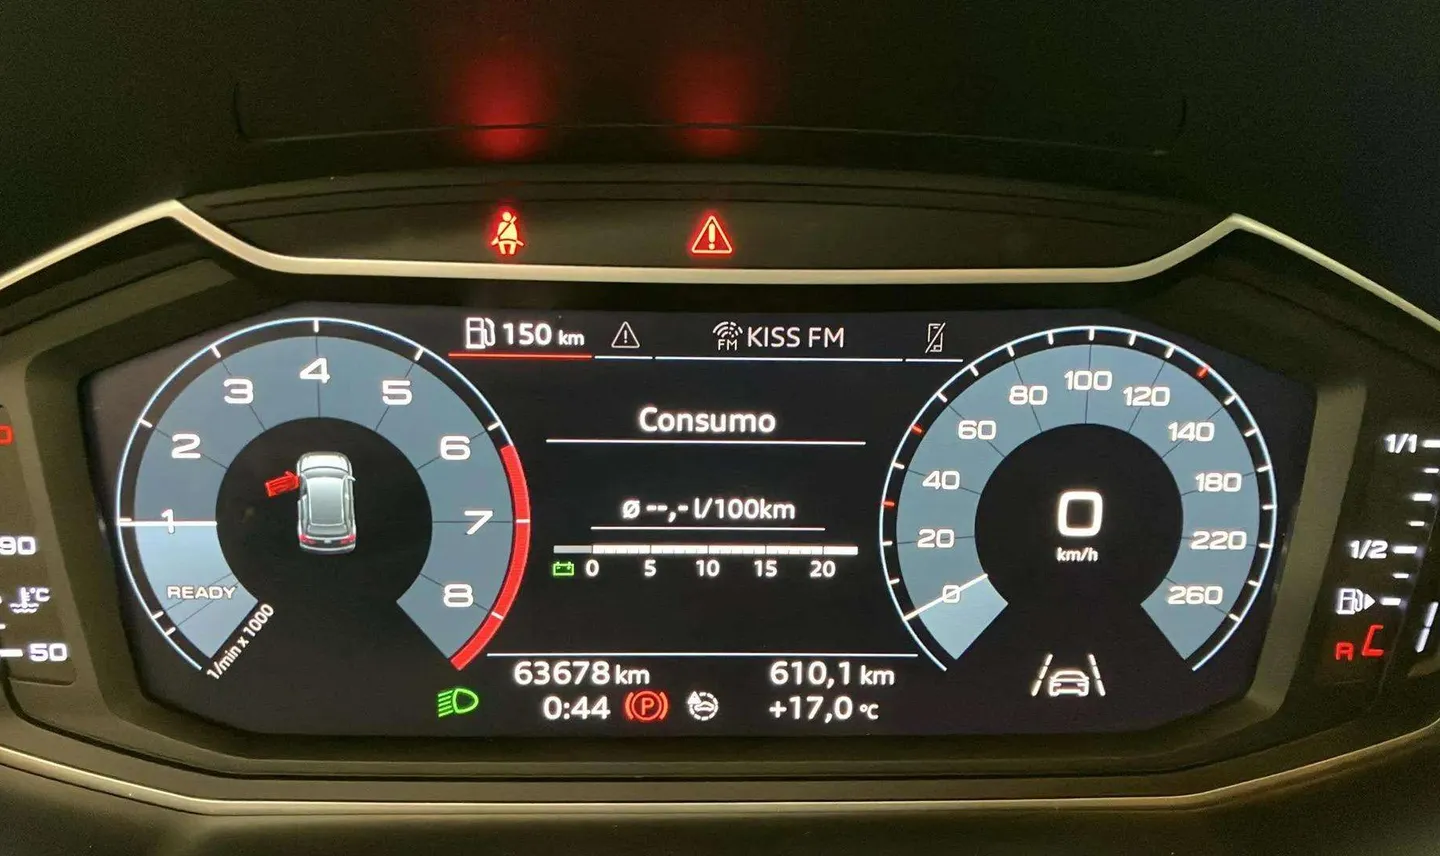 150 km
FM KISS FM
1 2 3 4 5 6 7 8
READY
1/min x 1000
Consumo
ø --,- l/100km
0 5 10 15 20
0 20 40 60 80 100 120 140 180 220 260
0
km/h
90
°C
50
1/1
1/2
R
63678 km
610,1 km
0:44
P
+17,0 °C